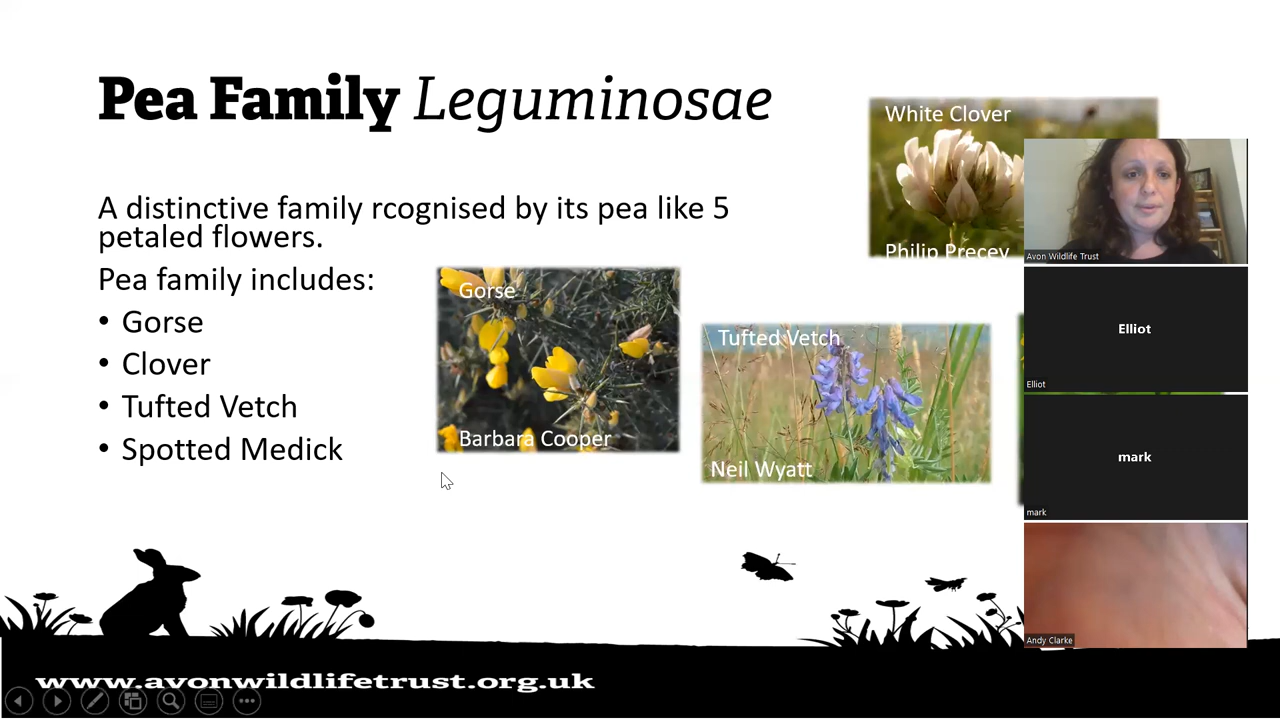 Pea Family Leguminosae
A distinctive family rcognised by its pea like 5
petaled flowers.
Pea family includes:
• Gorse
• Clover
• Tufted Vetch
• Spotted Medick
Gorse
Barbara Cooper
Tufted Vetch
Neil Wyatt
White Clover
Philip Precey
Avon Wildlife Trust
Elliot
Elliot
mark
mark
Andy Clarke
www.avonwildlifetrust.org.uk